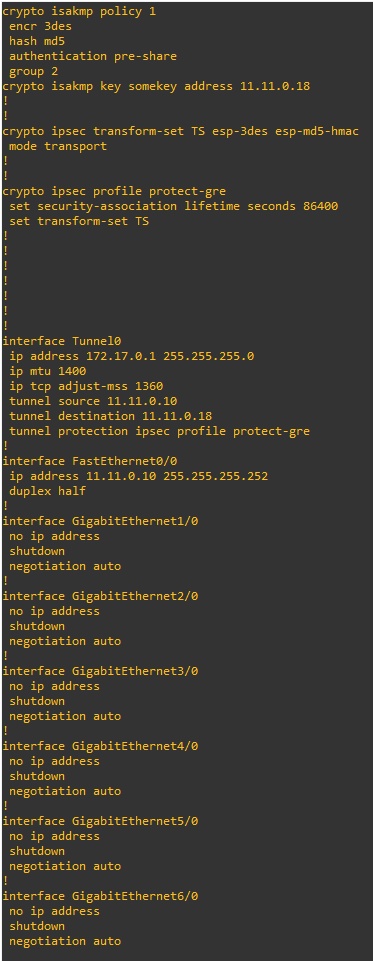 crypto isakmp policy 1
 encr 3des
 hash md5
 authentication pre-share
 group 2
crypto isakmp key somekey address 11.11.0.18
!
!
crypto ipsec transform-set TS esp-3des esp-md5-hmac
 mode transport
!
!
crypto ipsec profile protect-gre
 set security-association lifetime seconds 86400
 set transform-set TS
!
!
!
!
!
!
!
interface Tunnel0
 ip address 172.17.0.1 255.255.255.0
 ip mtu 1400
 ip tcp adjust-mss 1360
 tunnel source 11.11.0.10
 tunnel destination 11.11.0.18
 tunnel protection ipsec profile protect-gre
!
interface FastEthernet0/0
 ip address 11.11.0.10 255.255.255.252
 duplex half
!
interface GigabitEthernet1/0
 no ip address
 shutdown
 negotiation auto
!
interface GigabitEthernet2/0
 no ip address
 shutdown
 negotiation auto
!
interface GigabitEthernet3/0
 no ip address
 shutdown
 negotiation auto
!
interface GigabitEthernet4/0
 no ip address
 shutdown
 negotiation auto
!
interface GigabitEthernet5/0
 no ip address
 shutdown
 negotiation auto
!
interface GigabitEthernet6/0
 no ip address
 shutdown
 negotiation auto